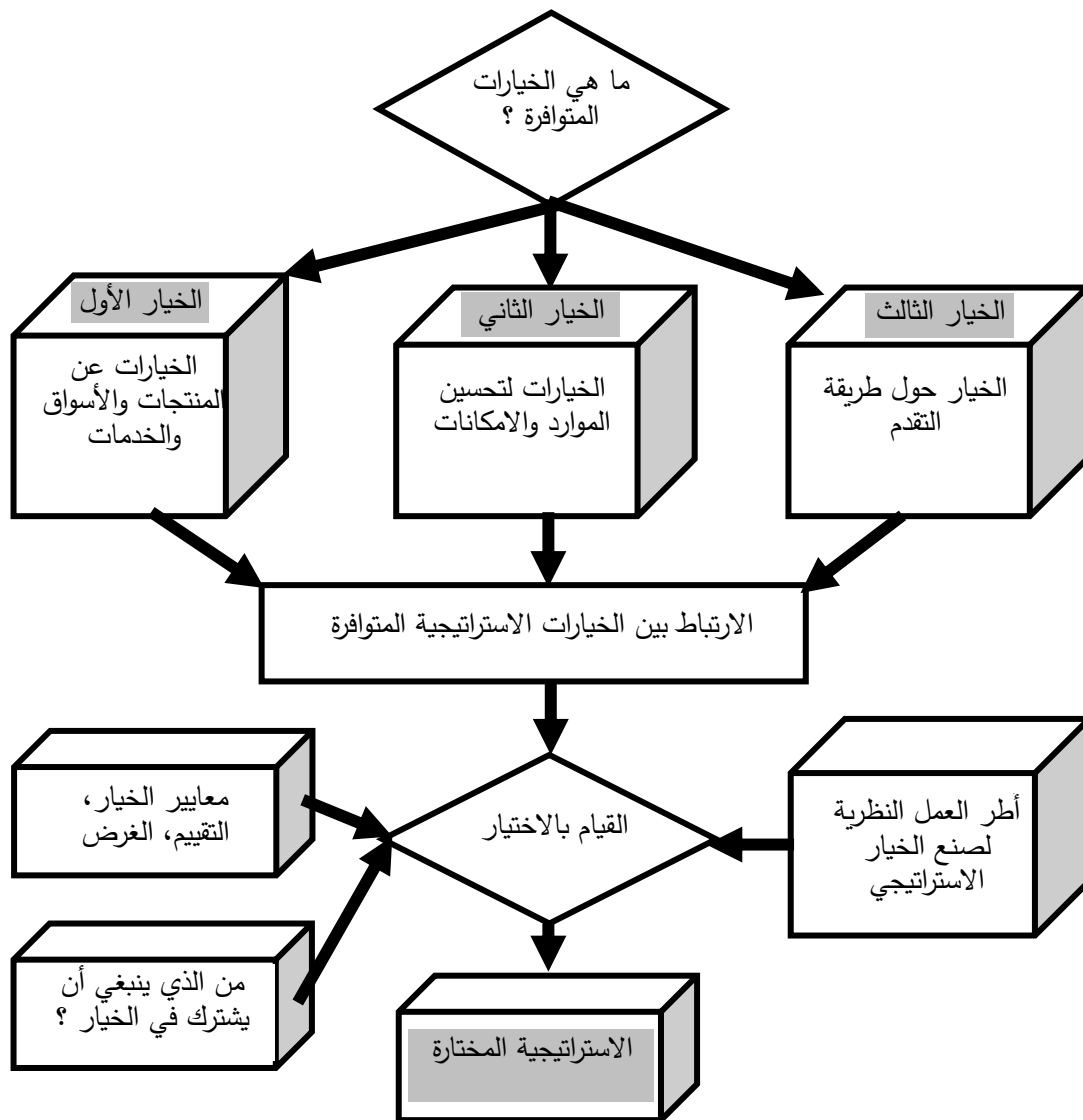 ما هي الخيارات
المتوافرة ؟
الخيار الأول
الخيارات عن
المنتجات والأسواق
والخدمات
الخيار الثاني
الخيارات لتحسين
الموارد والامكانات
الخيار الثالث
الخيار حول طريقة
التقدم
الارتباط بين الخيارات الاستراتيجية المتوافرة
معايير الخيار،
التقييم، الغرض
القيام بالاختيار
أطر العمل النظرية
لصنع الخيار
الاستراتيجي
من الذي ينبغي أن
يشترك في الخيار ؟
الاستراتيجية المختارة